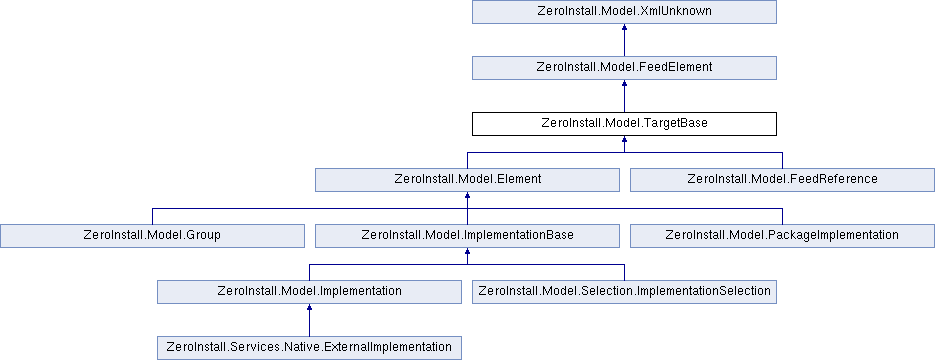 ZeroInstall.Model.XmlUnknown
ZeroInstall.Model.FeedElement
ZeroInstall.Model.TargetBase
ZeroInstall.Model.Element
ZeroInstall.Model.FeedReference
ZeroInstall.Model.Group
ZeroInstall.Model.ImplementationBase
ZeroInstall.Model.PackageImplementation
ZeroInstall.Model.Implementation
ZeroInstall.Model.Selection.ImplementationSelection
ZeroInstall.Services.Native.ExternalImplementation